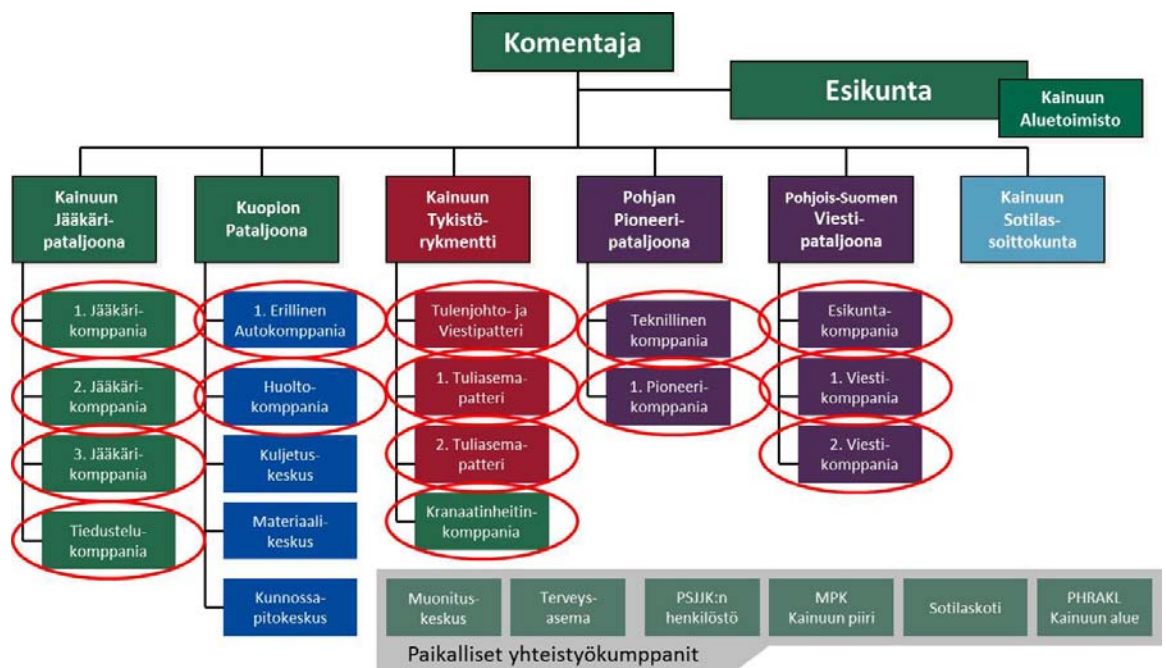 Komentaja
Esikunta
Kainuun
Aluetoimisto
Kainuun
Jääkäri-
pataljoona
Kuopion
Pataljoona
Kainuun
Tykistö-
rykmentti
Pohjan
Pioneeri-
pataljoona
Pohjois-Suomen
Viesti-
pataljoona
Kainuun
Sotilas-
soittokunta
1. Jääkäri-
komppania
2. Jääkäri-
komppania
3. Jääkäri-
komppania
Tiedustelu-
komppania
1. Erillinen
Autokomppania
Huolto-
komppania
Kuljetus-
keskus
Materiaali-
keskus
Kunnossa-
pitokeskus
Tulenjohto- ja
Viestipatteri
1. Tuliasema-
patteri
2. Tuliasema-
patteri
Kranaatinheitin-
komppania
Teknillinen
komppania
1. Pioneeri-
komppania
Esikunta-
komppania
1. Viesti-
komppania
2. Viesti-
komppania
Muonitus-
keskus
Terveys-
asema
PSJJK:n
henkilöstö
MPK
Kainuun piiri
Sotilaskoti
PHRAKL
Kainuun alue
Paikalliset yhteistyökumppanit